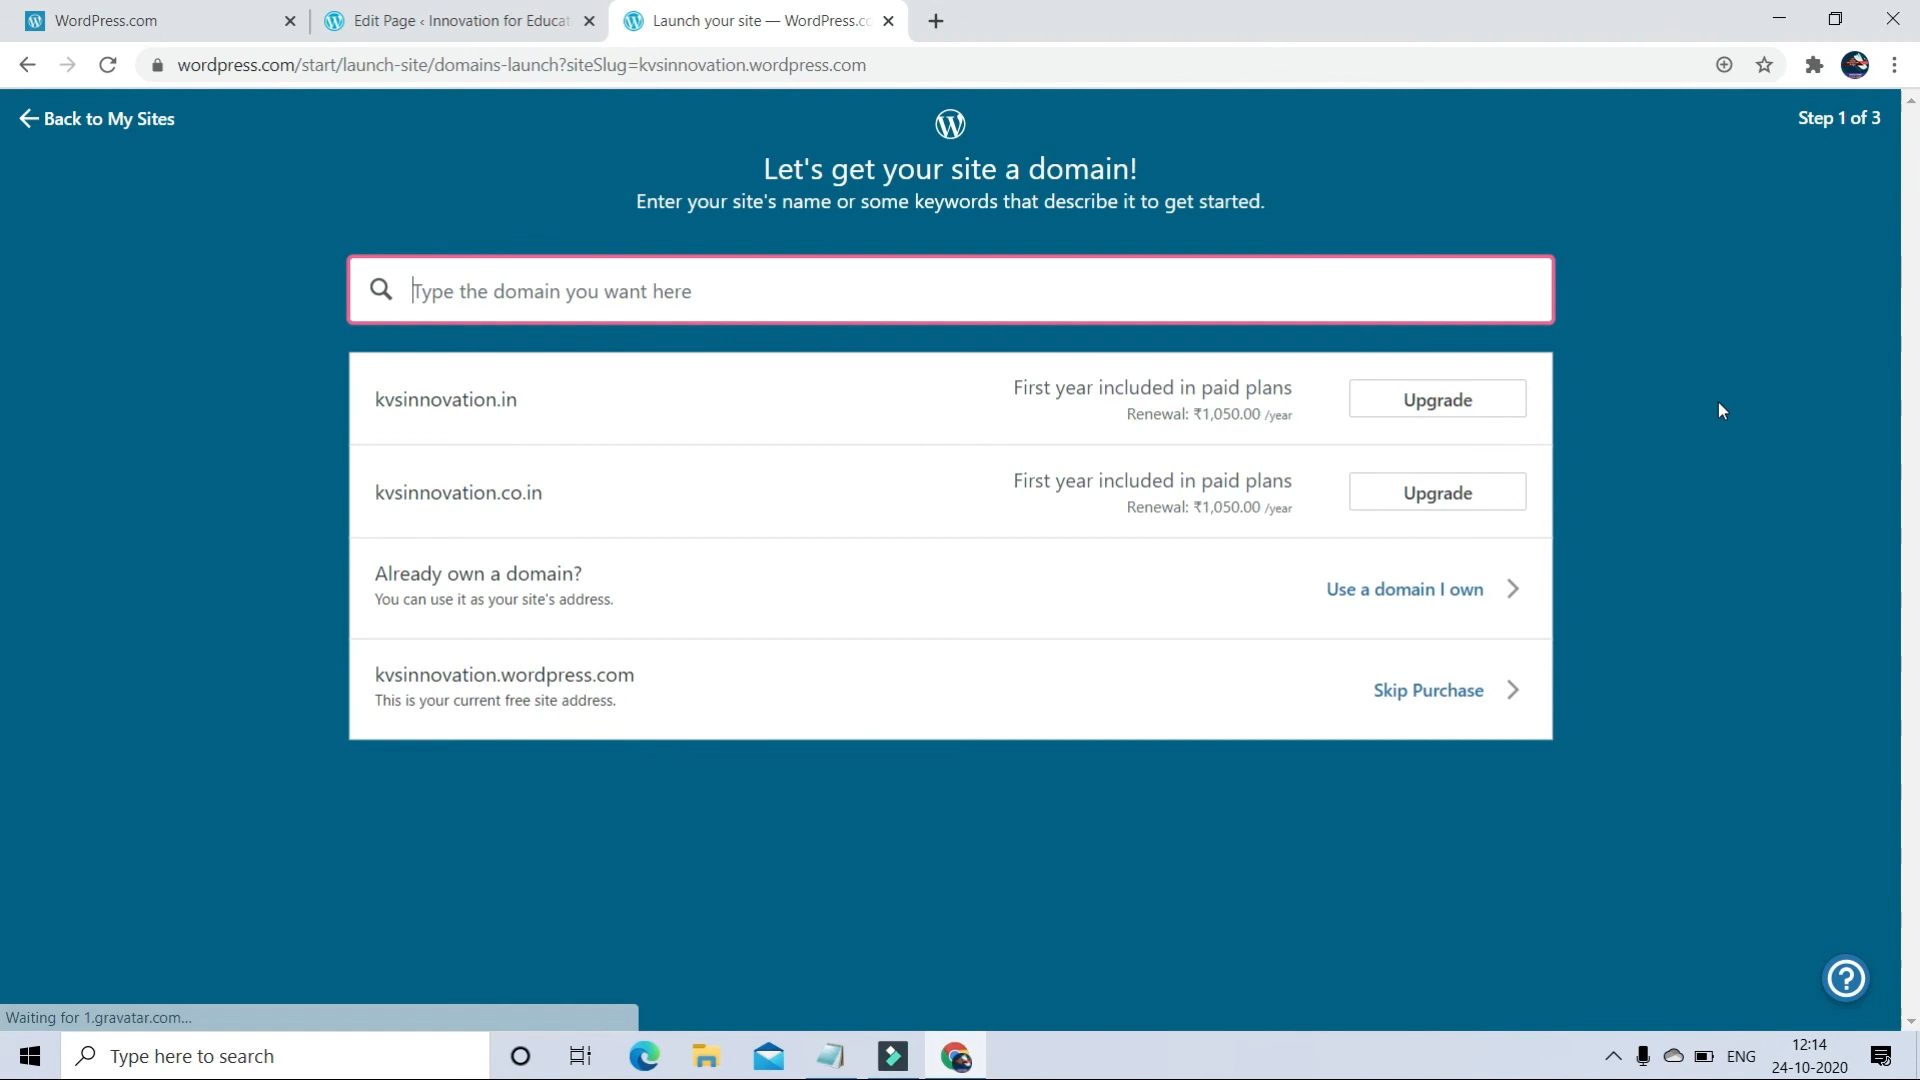 WordPress.com
Edit Page ‹ Innovation for Educat
Launch your site — WordPress.co
wordpress.com/start/launch-site/domains-launch?siteSlug=kvsinnovation.wordpress.com
Back to My Sites
Step 1 of 3
Let's get your site a domain!
Enter your site's name or some keywords that describe it to get started.
Type the domain you want here
kvsinnovation.in
First year included in paid plans
Renewal: ₹1,050.00 /year
Upgrade
kvsinnovation.co.in
First year included in paid plans
Renewal: ₹1,050.00 /year
Upgrade
Already own a domain?
You can use it as your site's address.
Use a domain I own
kvsinnovation.wordpress.com
This is your current free site address.
Skip Purchase
Waiting for 1.gravatar.com...
Type here to search
ENG
12:14
24-10-2020